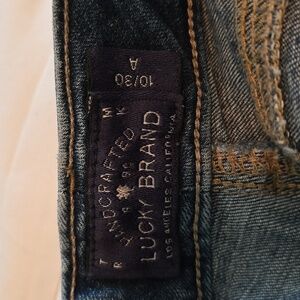 10/30
A
M K
HANDCRAFTED
T R
LUCKY BRAND
LOS ANGELES CALIFORNIA